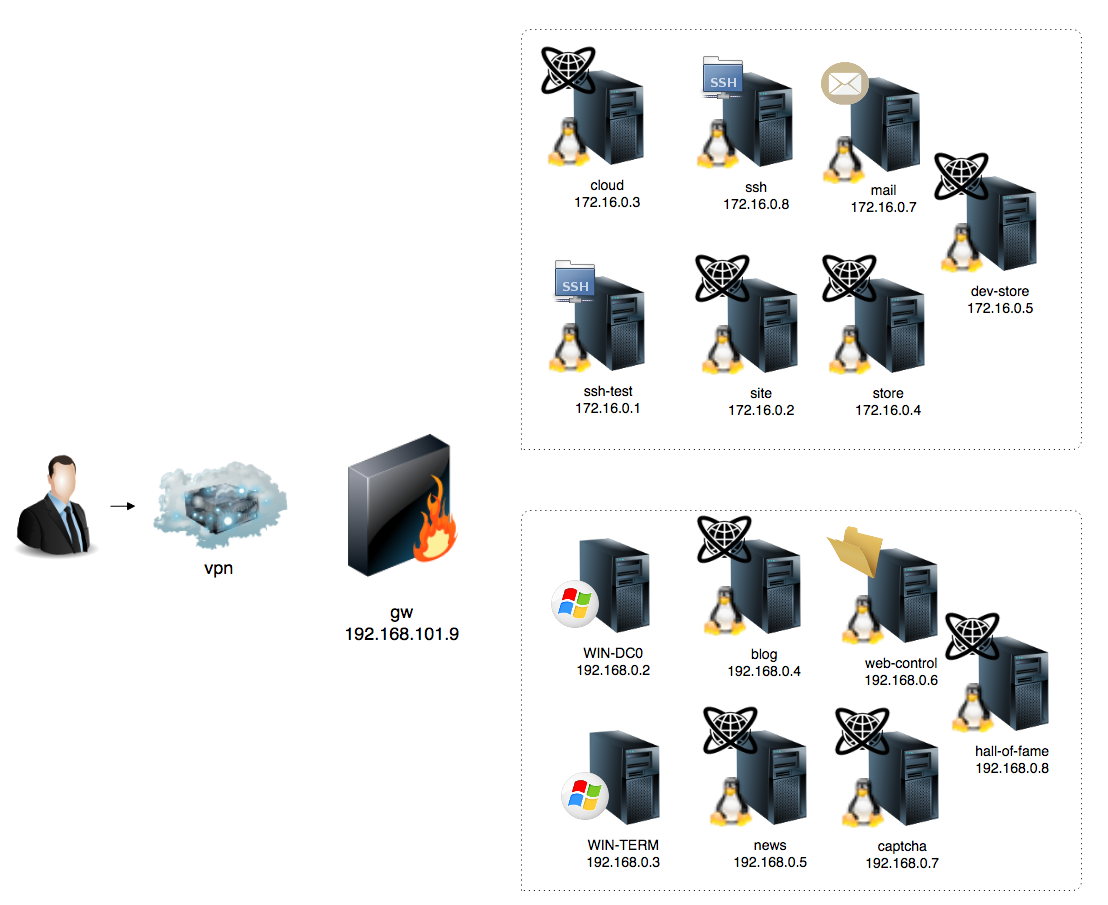 SSH
cloud
172.16.0.3
ssh
172.16.0.8
mail
172.16.0.7
dev-store
172.16.0.5
SSH
ssh-test
172.16.0.1
site
172.16.0.2
store
172.16.0.4
vpn
gw
192.168.101.9
WIN-DC0
192.168.0.2
blog
192.168.0.4
web-control
192.168.0.6
hall-of-fame
192.168.0.8
WIN-TERM
192.168.0.3
news
192.168.0.5
captcha
192.168.0.7